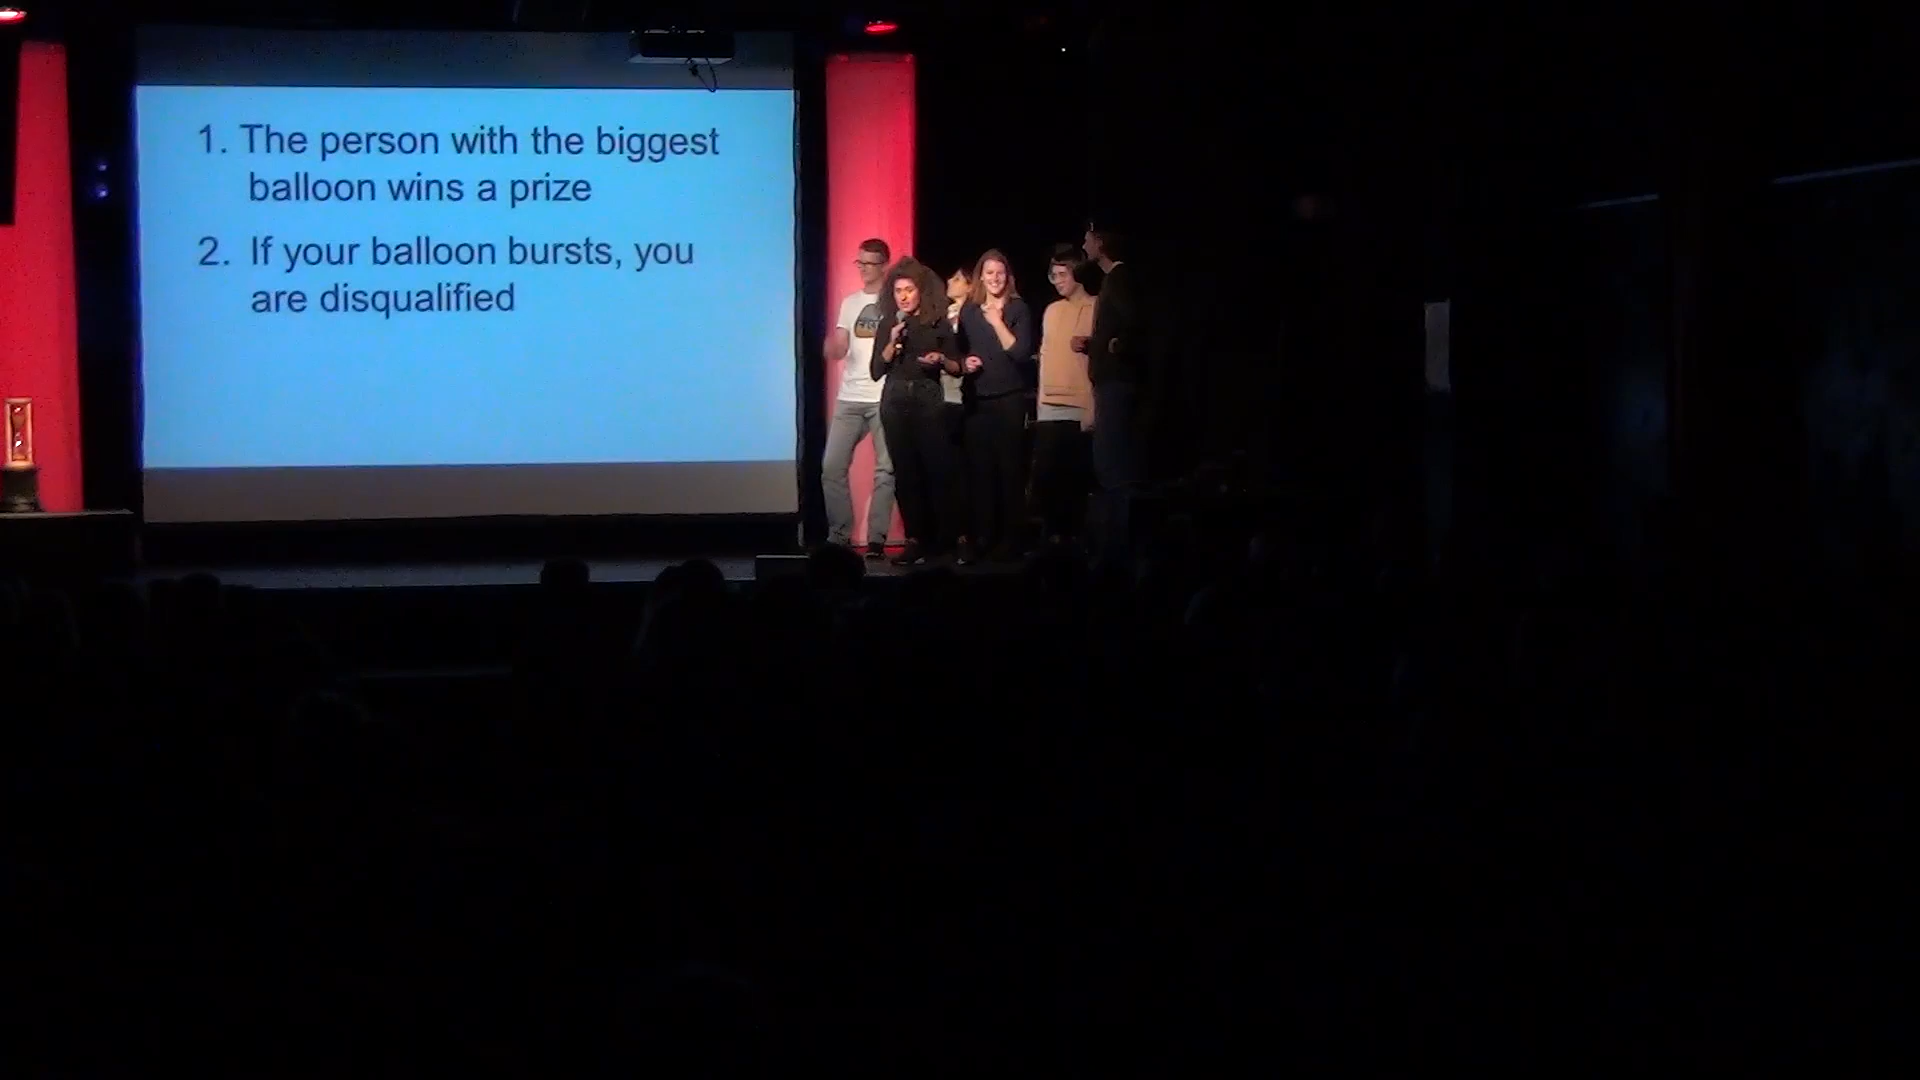 1. The person with the biggest
balloon wins a prize
2. If your balloon bursts, you
are disqualified